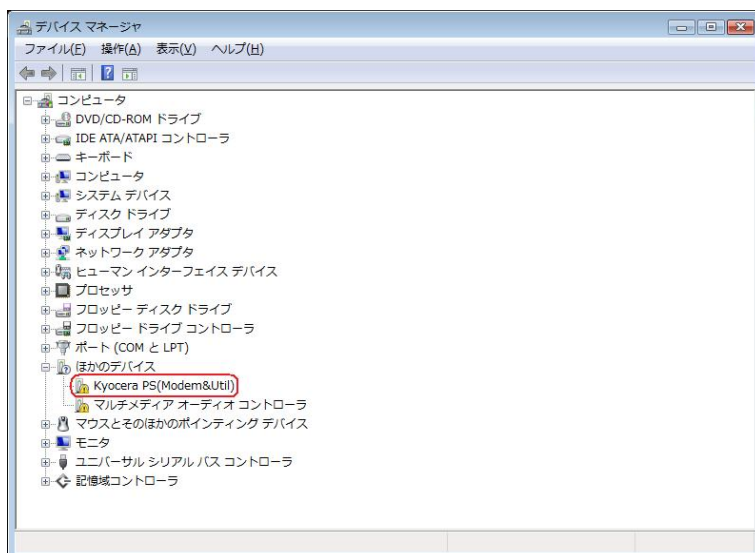 デバイス マネージャ
ファイル(F) 操作(A) 表示(V) ヘルプ(H)
コンピュータ
DVD/CD-ROM ドライブ
IDE ATA/ATAPI コントローラ
キーボード
コンピュータ
システム デバイス
ディスク ドライブ
ディスプレイ アダプタ
ネットワーク アダプタ
ヒューマン インターフェイス デバイス
プロセッサ
フロッピー ディスク ドライブ
フロッピー ドライブ コントローラ
ポート (COM と LPT)
ほかのデバイス
Kyocera PS(Modem&Util)
マルチメディア オーディオ コントローラ
マウスとそのほかのポインティング デバイス
モニタ
ユニバーサル シリアル バス コントローラ
記憶域コントローラ